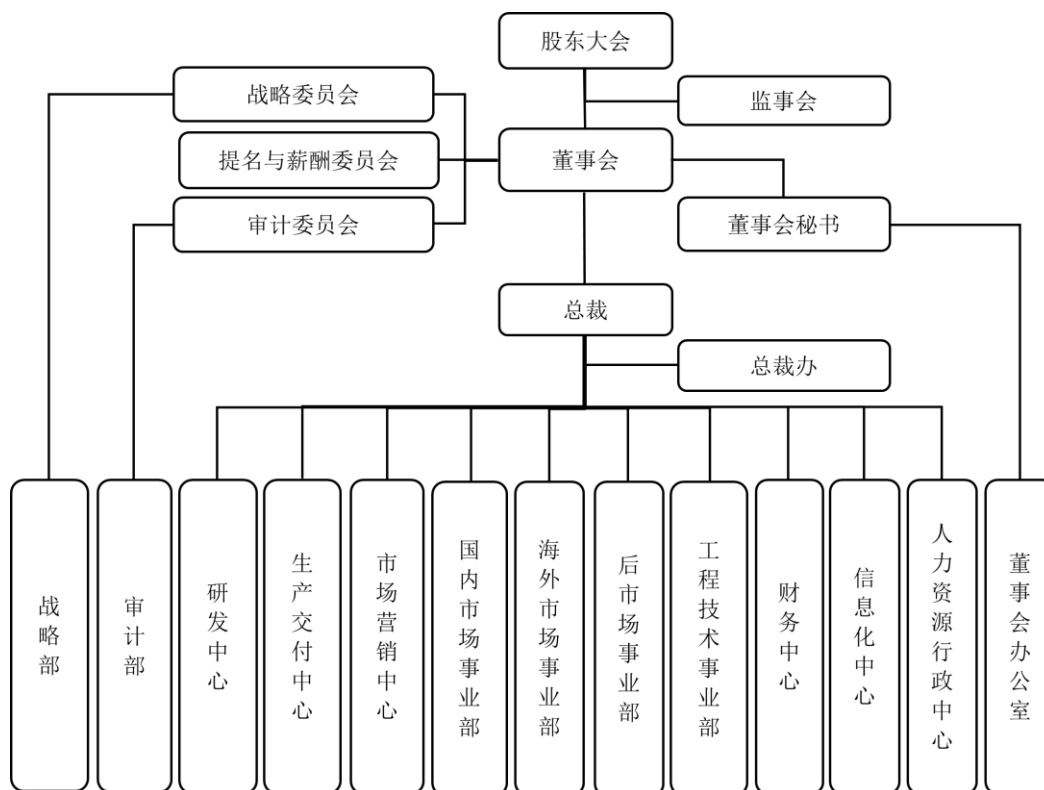 股东大会
战略委员会
监事会
提名与薪酬委员会
董事会
审计委员会
董事会秘书
总裁
总裁办
战略部
审计部
研发中心
生产交付中心
市场营销中心
国内市场事业部
海外市场事业部
后市场事业部
工程技术事业部
财务中心
信息化中心
人力资源行政中心
董事会办公室